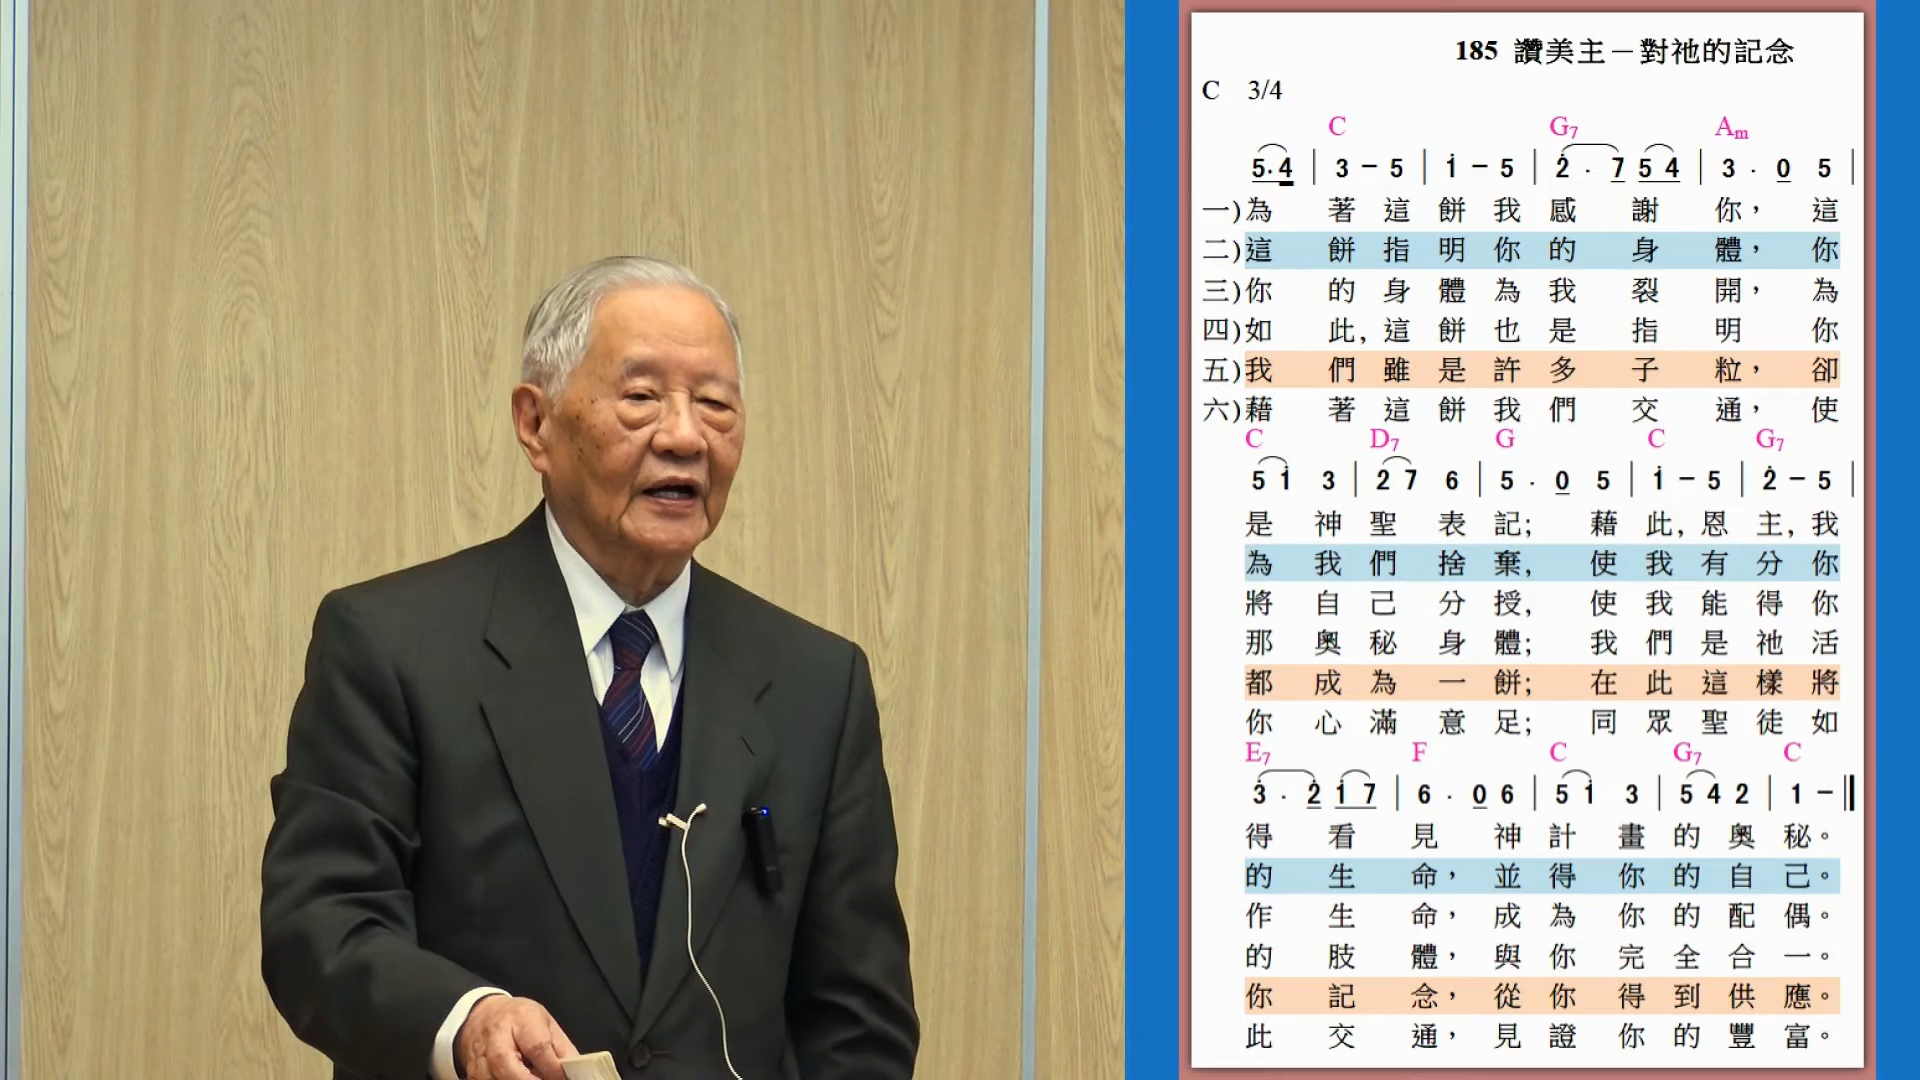 185 讚美主－對祂的記念
C 3/4
C G7 Am
5·4 | 3 – 5 | i – 5 | 2̇ · 7 5 4 | 3 · 0 5 |
一)為 著 這 餅 我 感 謝 你， 這
二)這 餅 指 明 你 的 身 體， 你
三)你 的 身 體 為 我 裂 開， 為
四)如 此, 這 餅 也 是 指 明 你
五)我 們 雖 是 許 多 子 粒， 卻
六)藉 著 這 餅 我 們 交 通， 使
C D7 G C G7
5 i 3 | 2 7 6 | 5 · 0 5 | i – 5 | 2̇ – 5 |
是 神 聖 表 記; 藉 此, 恩 主, 我
為 我 們 捨 棄, 使 我 有 分 你
將 自 己 分 授, 使 我 能 得 你
那 奧 秘 身 體; 我 們 是 祂 活
都 成 為 一 餅; 在 此 這 樣 將
你 心 滿 意 足; 同 眾 聖 徒 如
E7 F C G7 C
3̇ · 2̇ i 7 | 6 · 0 6 | 5 i 3 | 5 4 2 | 1 – ‖
得 看 見 神 計 畫 的 奧 秘。
的 生 命， 並 得 你 的 自 己。
作 生 命， 成 為 你 的 配 偶。
的 肢 體， 與 你 完 全 合 一。
你 記 念， 從 你 得 到 供 應。
此 交 通， 見 證 你 的 豐 富。